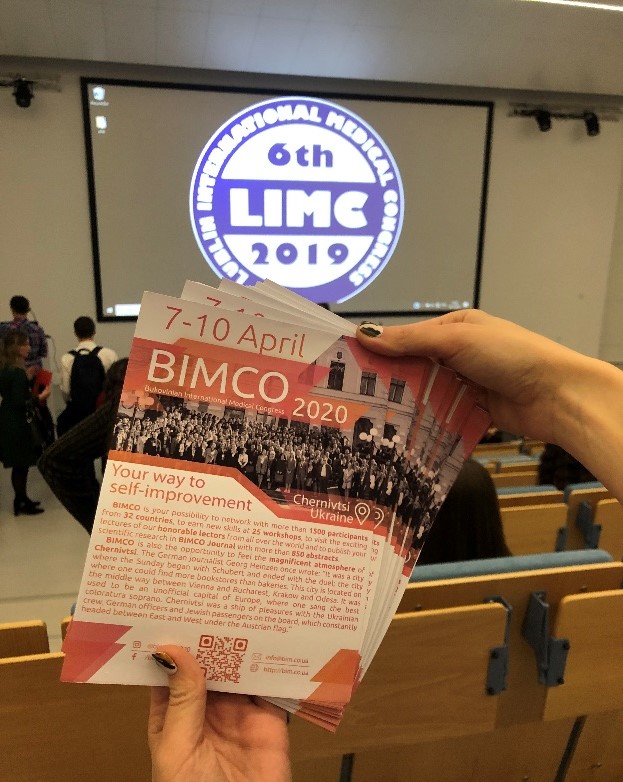 LUBLIN INTERNATIONAL MEDICAL CONGRESS
6th
LIMC
2019
7-10 April
BIMCO
Bukovinian International Medical Congress
2020
Your way to
self-improvement
Chernivtsi
Ukraine
BIMCO is your possibility to network with more than 1500 participants
from 32 countries, to earn new skills at 25 workshops, to visit the exciting
lectures of our honorable lectors from all over the world and to publish your
scientific research in BIMCO Journal with more than 850 abstracts.
BIMCO is also the opportunity to feel the magnificent atmosphere of
Chernivtsi. The German journalist Georg Heinzen once wrote: "It was a city
where the Sunday began with Schubert and ended with the duel; the city
where one could find more bookstores than bakeries. This city is located on
the middle way between Vienna and Bucharest, Krakow and Odesa. It was
used to be an unofficial capital of Europe, where one sang the best
coloratura soprano. Chernivtsi was a ship of pleasures with the Ukrainian
crew, German officers and Jewish passengers on the board, which constantly
headed between East and West under the Austrian flag."
info@bim.co.ua
http://bim.co.ua